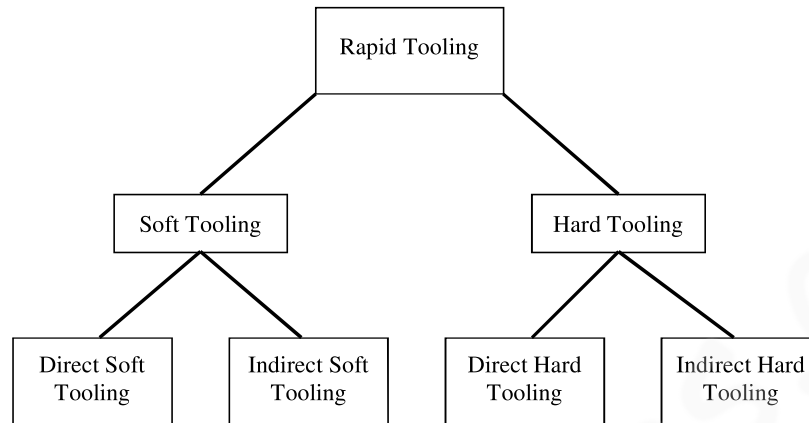 Rapid Tooling
Soft Tooling
Hard Tooling
Direct Soft
Tooling
Indirect Soft
Tooling
Direct Hard
Tooling
Indirect Hard
Tooling